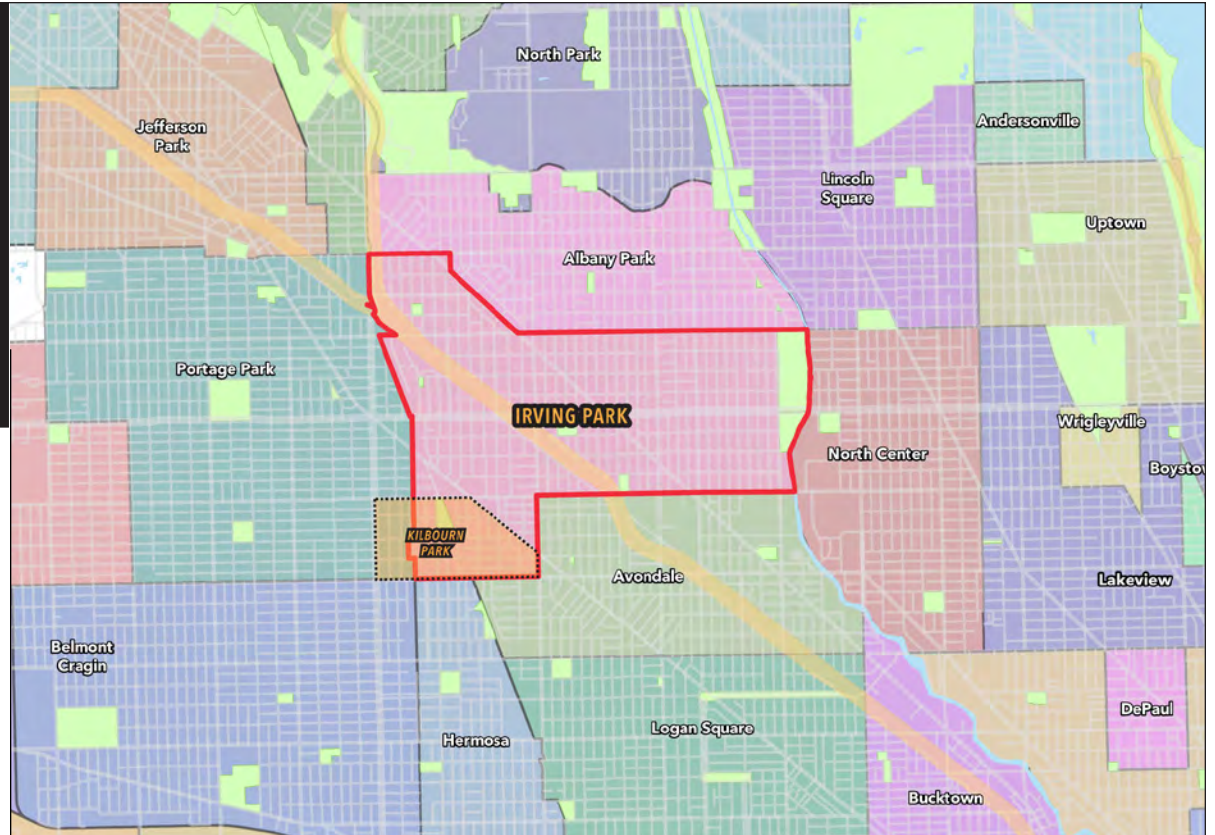 North Park
Jefferson
Park
Andersonville
Lincoln
Square
Uptown
Albany Park
Portage Park
IRVING PARK
Wrigleyville
North Center
Boystow
KILBOURN
PARK
Avondale
Lakeview
Belmont
Cragin
DePaul
Logan Square
Hermosa
Bucktown